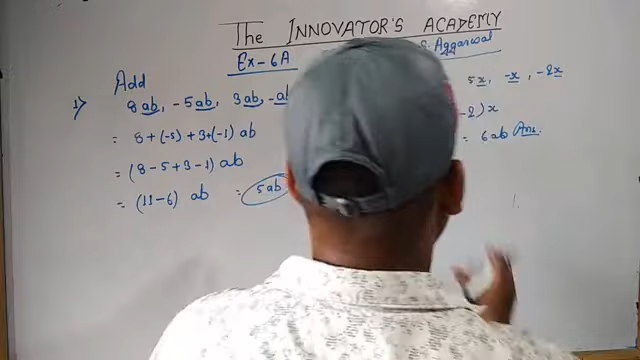 The INNOVATOR'S ACADEMY
Ex-6A
S. Aggarwal
Add
1) 8ab, -5ab, 3ab, -ab
= 8+(-5)+3+(-1) ab
= (8-5+3-1) ab
= (11-6) ab = 5ab
5x, -x, -2x
-2)x
= 6ab Ans.